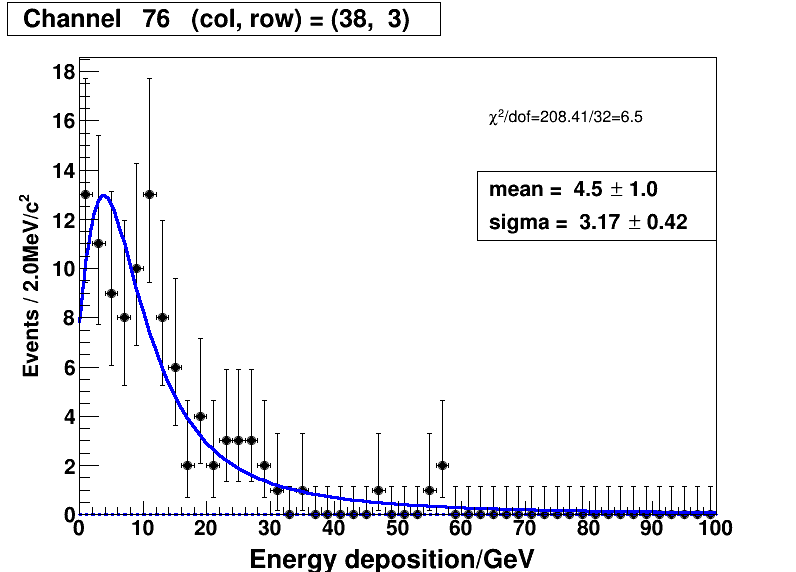 Channel 76 (col, row) = (38, 3)
χ²/dof=208.41/32=6.5
mean = 4.5 ± 1.0
sigma = 3.17 ± 0.42
Events / 2.0MeV/c²
18
16
14
12
10
8
6
4
2
0
0 10 20 30 40 50 60 70 80 90 100
Energy deposition/GeV